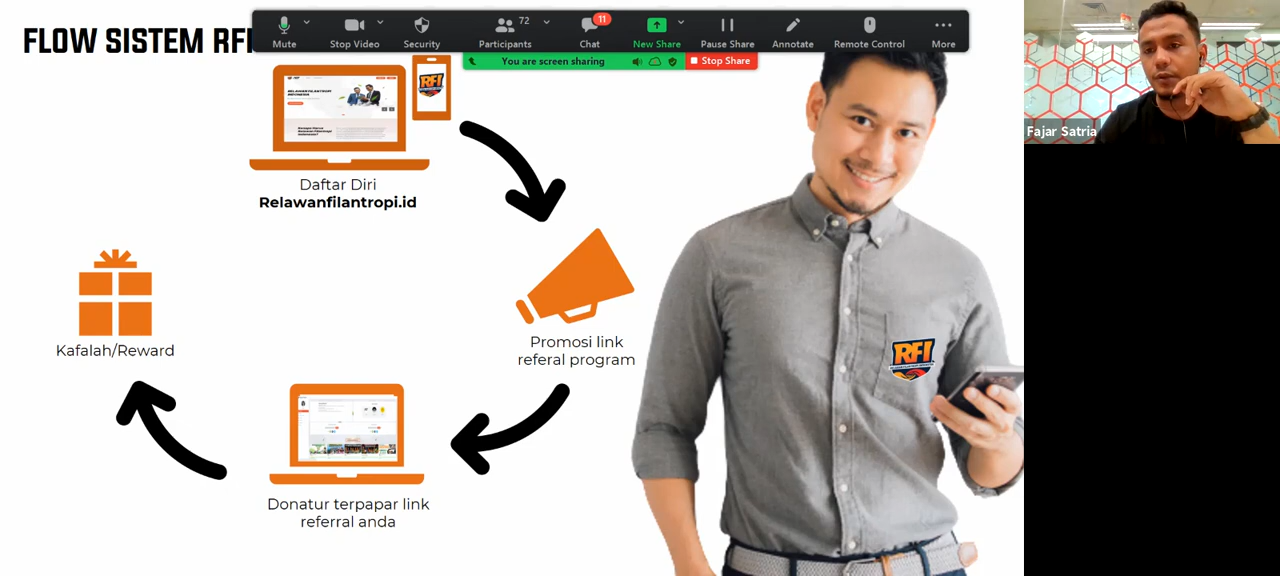 FLOW SISTEM RFI
Mute
Stop Video
Security
72
Participants
11
Chat
New Share
Pause Share
Annotate
Remote Control
More
You are screen sharing
Stop Share
Fajar Satria
RFI
Daftar Diri
Relawanfilantropi.id
Promosi link
referal program
Kafalah/Reward
RFI
Donatur terpapar link
referral anda